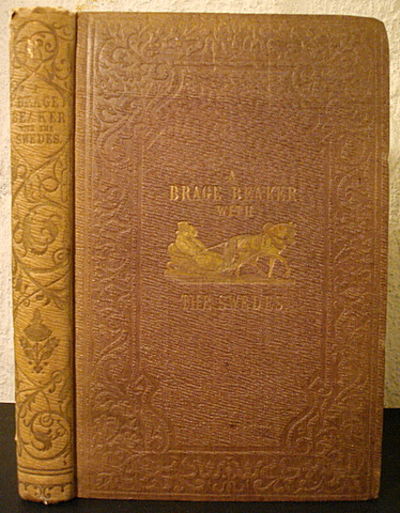 A
BRAGE
BEAKER
WITH THE
SWEDES.
A
BRAGE BEAKER
WITH
THE SWEDES.